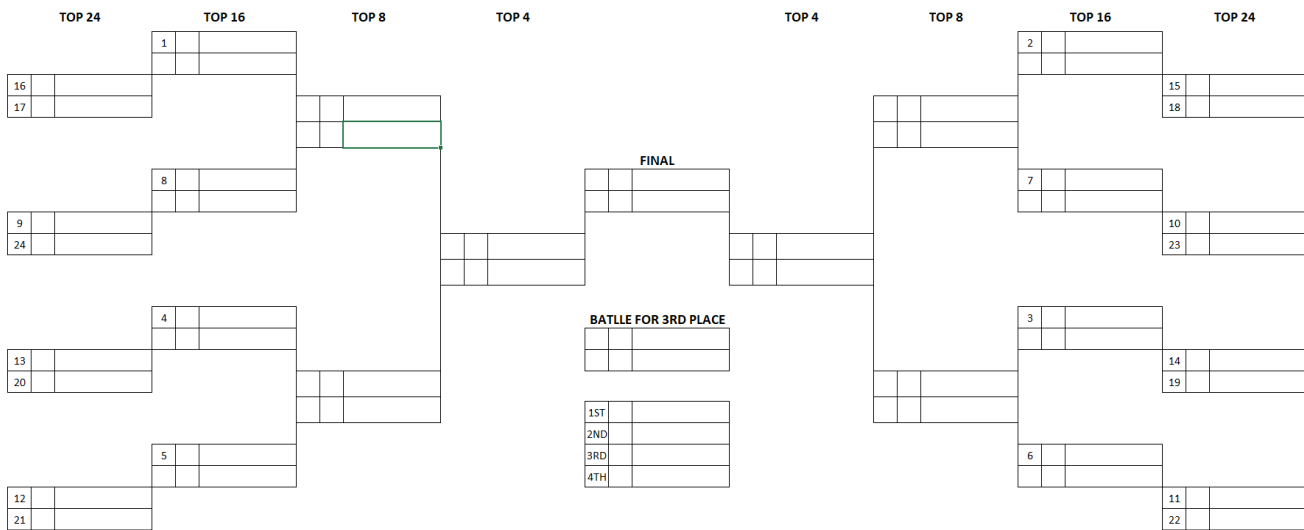 TOP 24 TOP 16 TOP 8 TOP 4 TOP 4 TOP 8 TOP 16 TOP 24
1 2
16 15
17 18
FINAL
8 7
9 10
24 23
4 BATLLE FOR 3RD PLACE 3
13 14
20 19
1ST
2ND
5 3RD 6
4TH
12 11
21 22